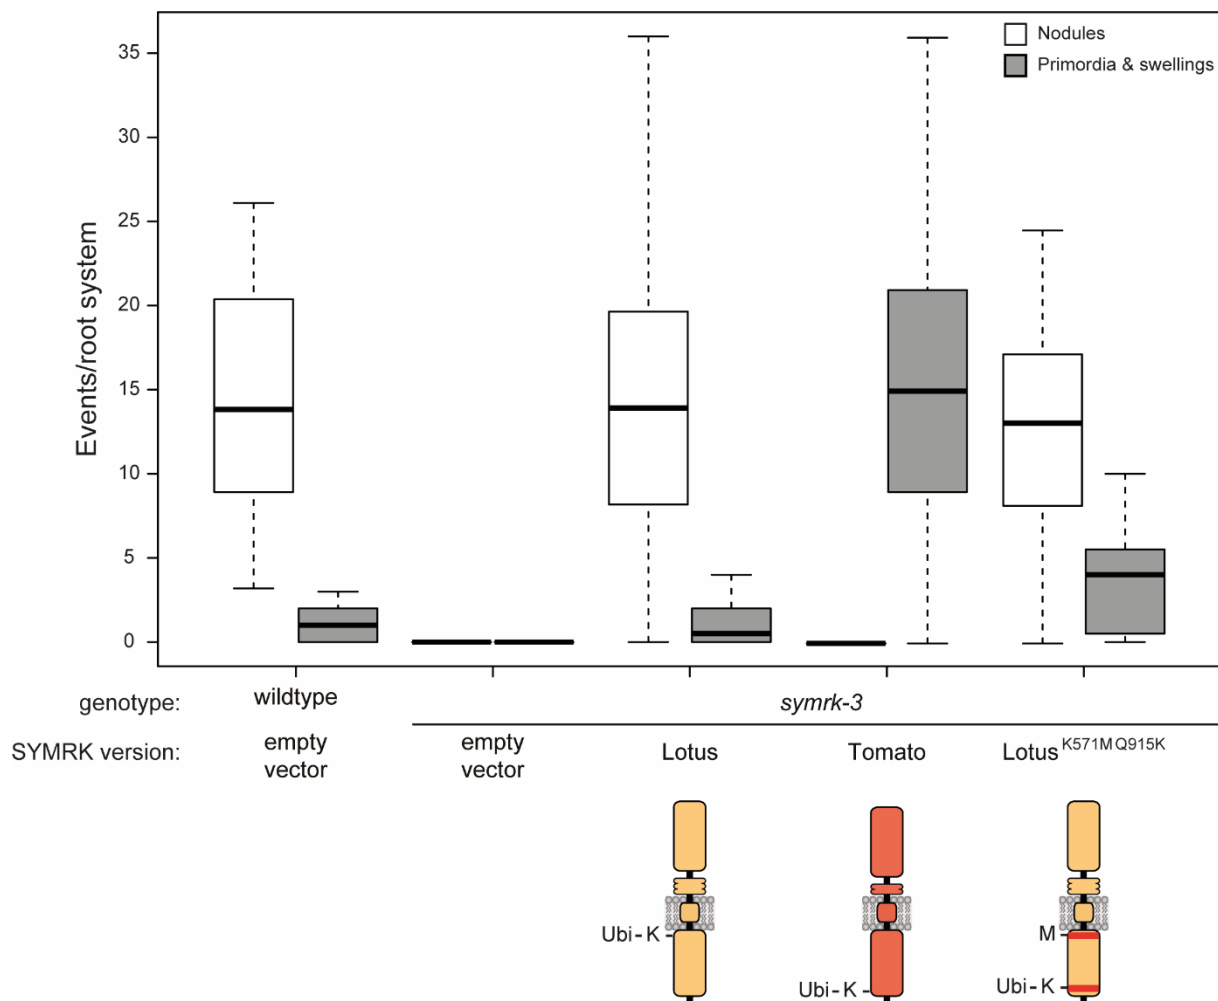 Nodules
Primordia & swellings
Events/root system
35
30
25
20
15
10
5
0
genotype: wildtype symrk-3
SYMRK version: empty vector empty vector Lotus Tomato Lotus K571M Q915K
Ubi-K
Ubi-K
M
Ubi-K